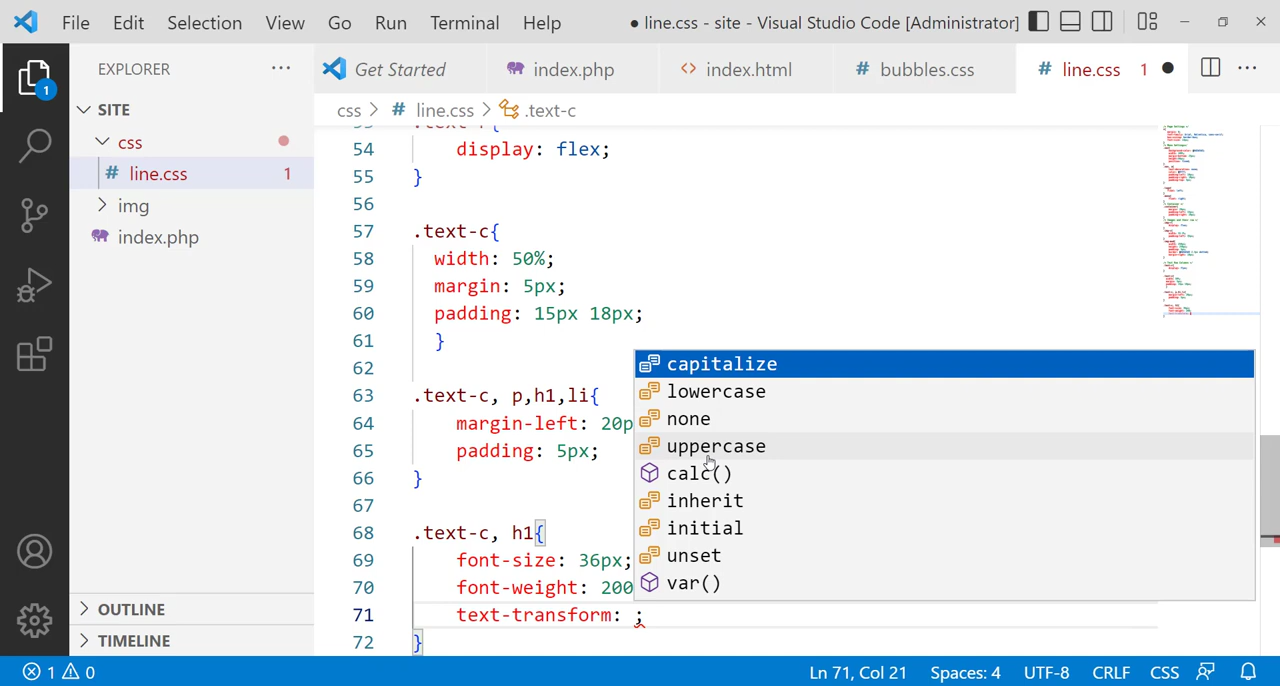 File Edit Selection View Go Run Terminal Help ● line.css - site - Visual Studio Code [Administrator]
EXPLORER ...
Get Started index.php <> index.html # bubbles.css # line.css 1 ● ...
SITE
css > # line.css > .text-c
css
# line.css 1
img
index.php
54 display: flex;
55 }
56
57 .text-c{
58 width: 50%;
59 margin: 5px;
60 padding: 15px 18px;
61 }
62
63 .text-c, p,h1,li{
64 margin-left: 20p
65 padding: 5px;
66 }
67
68 .text-c, h1{
69 font-size: 36px;
70 font-weight: 200
71 text-transform: ;
72 }
capitalize
lowercase
none
uppercase
calc()
inherit
initial
unset
var()
1
OUTLINE
TIMELINE
1 0 Ln 71, Col 21 Spaces: 4 UTF-8 CRLF CSS